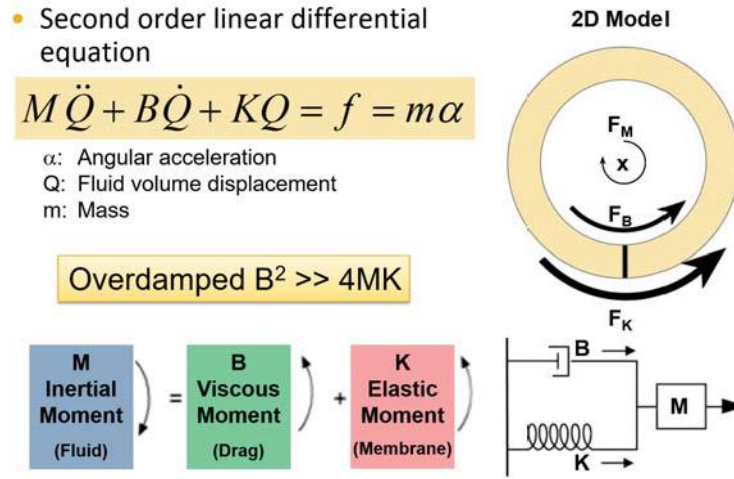 • Second order linear differential
equation
MQ̈ + BQ̇ + KQ = f = mα
α: Angular acceleration
Q: Fluid volume displacement
m: Mass
Overdamped B² >> 4MK
2D Model
F_M
x
F_B
F_K
M
Inertial
Moment
(Fluid)
=
B
Viscous
Moment
(Drag)
+
K
Elastic
Moment
(Membrane)
B
M
K